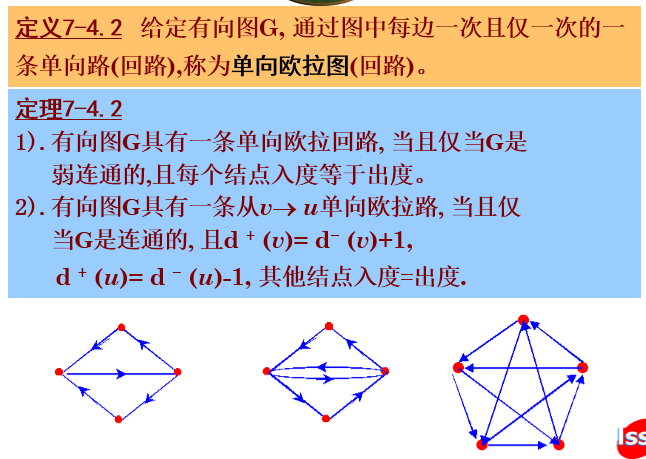 定义7-4.2 给定有向图G, 通过图中每边一次且仅一次的一
条单向路(回路),称为单向欧拉图(回路)。
定理7-4.2
1). 有向图G具有一条单向欧拉回路, 当且仅当G是
弱连通的,且每个结点入度等于出度。
2). 有向图G具有一条从v→ u单向欧拉路, 当且仅
当G是连通的, 且d⁺(v)= d⁻(v)+1,
d⁺(u)= d⁻(u)-1, 其他结点入度=出度.
Iss